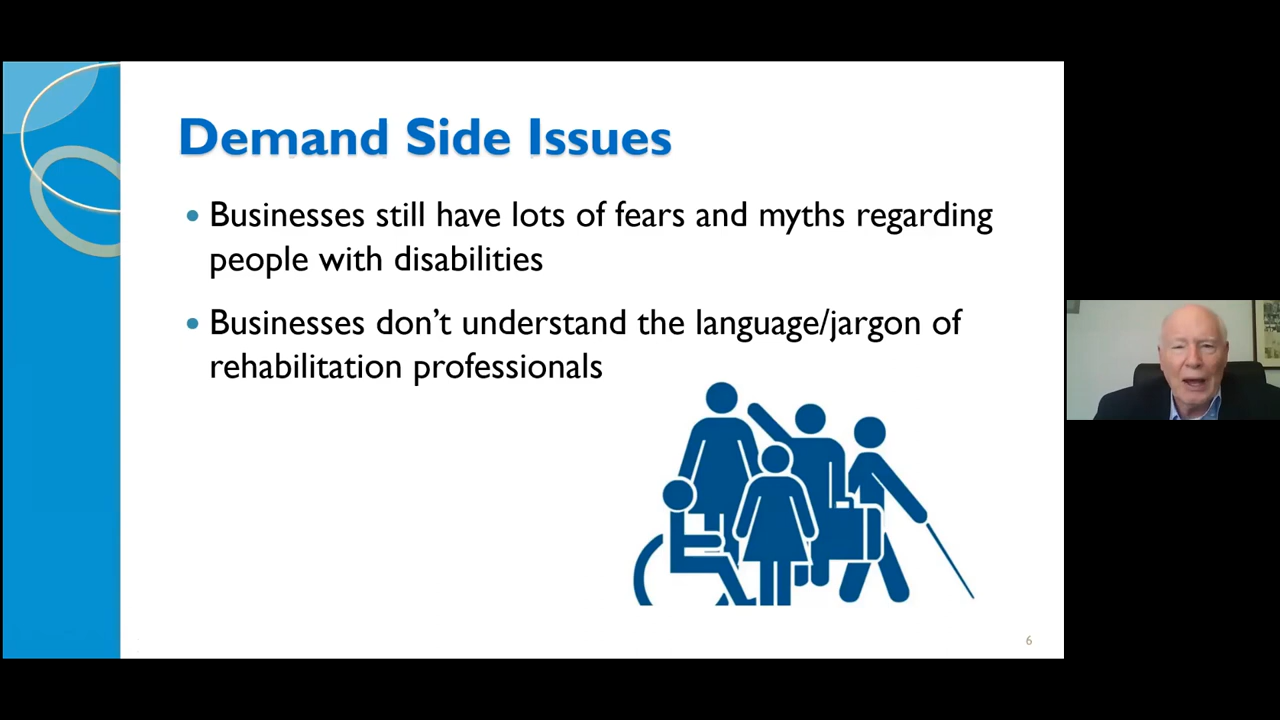 Demand Side Issues
• Businesses still have lots of fears and myths regarding
people with disabilities
• Businesses don’t understand the language/jargon of
rehabilitation professionals
6